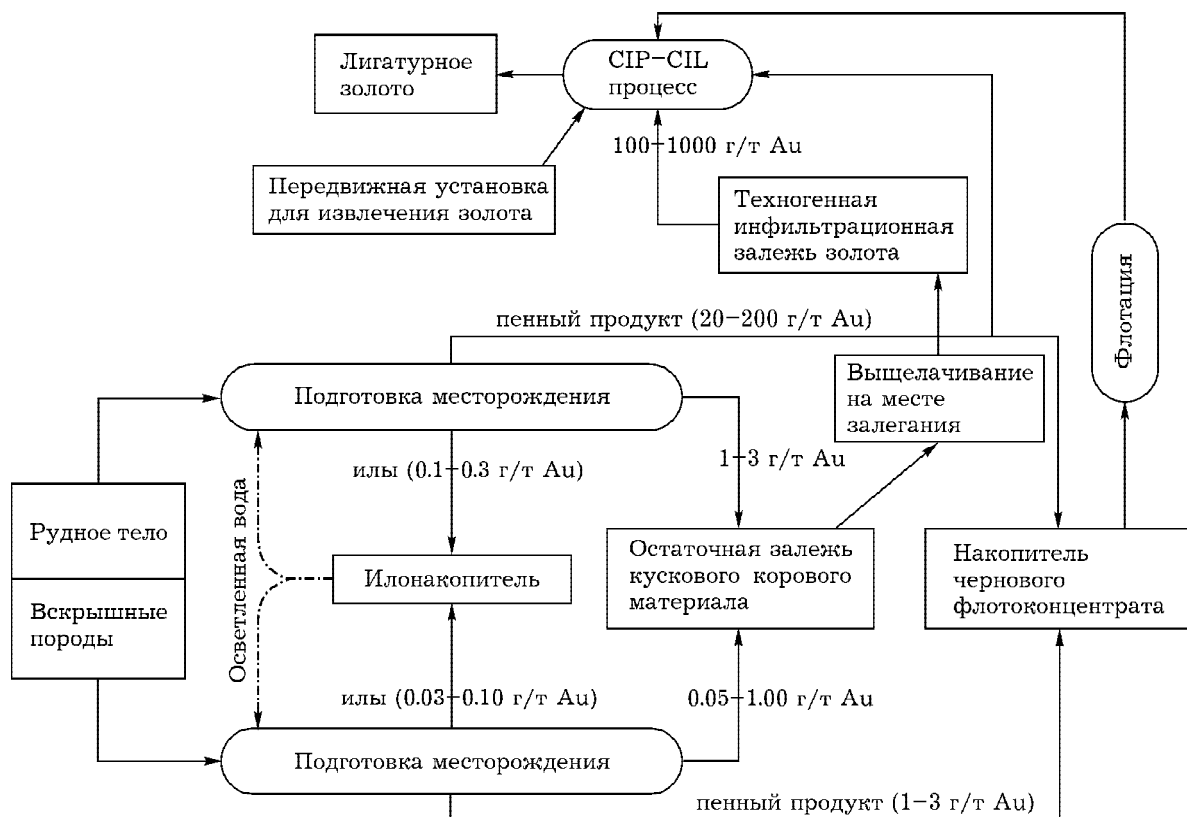 Лигатурное
золото
CIP−CIL
процесс
100−1000 г/т Au
Передвижная установка
для извлечения золота
Техногенная
инфильтрационная
залежь золота
Флотация
пенный продукт (20−200 г/т Au)
Подготовка месторождения
Выщелачивание
на месте
залегания
илы (0.1−0.3 г/т Au)
1−3 г/т Au
Осветленная вода
Рудное тело
Вскрышные
породы
Илонакопитель
Остаточная залежь
кускового корового
материала
Накопитель
чернового
флотоконцентрата
илы (0.03−0.10 г/т Au)
0.05−1.00 г/т Au
Подготовка месторождения
пенный продукт (1−3 г/т Au)